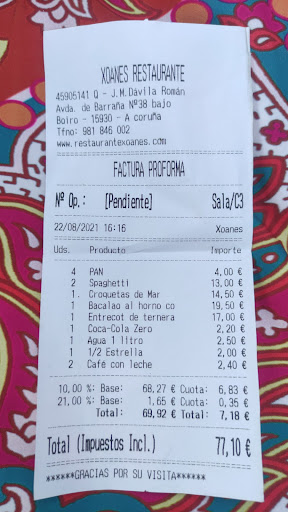 XOANES RESTAURANTE
45905141 Q - J.M.Dávila Román
Avda. de Barraña Nº38 bajo
Boiro - 15930 - A coruña
Tfno: 981 846 002
www.restaurantexoanes.com
FACTURA PROFORMA
Nº Op.: [Pendiente] Sala/C3
22/08/2021 16:16 Xoanes
Uds. Producto Importe
4 PAN 4,00 €
2 Spaghetti 13,00 €
1. Croquetas de Mar 14,50 €
1 Bacalao al horno co 19,50 €
1 Entrecot de ternera 17,00 €
1 Coca-Cola Zero 2,20 €
1 Agua 1 litro 2,50 €
1 1/2 Estrella 2,00 €
2 Café con leche 2,40 €
10,00 %: Base: 68,27 € Cuota: 6,83 €
21,00 %: Base: 1,65 € Cuota: 0,35 €
Total: 69,92 € Total: 7,18 €
Total (Impuestos Incl.) 77,10 €
******GRACIAS POR SU VISITA******